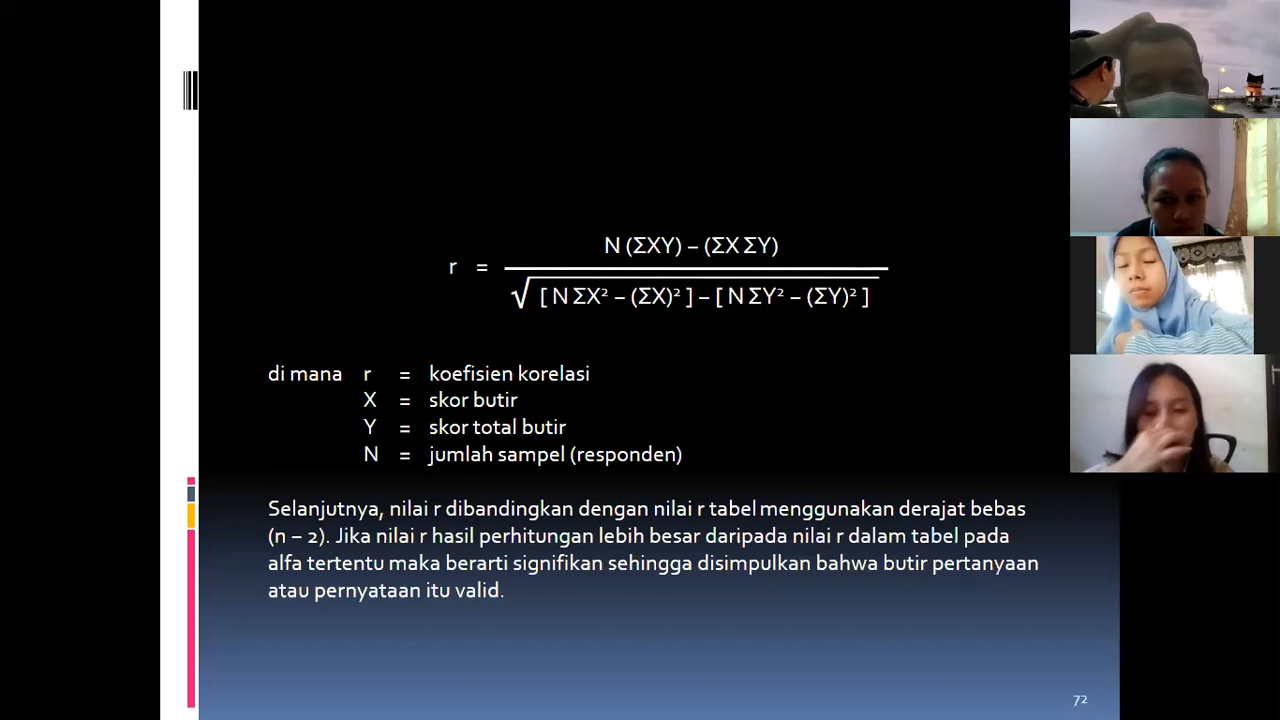 N (ΣXY) – (ΣX ΣY)
r =
√ [ N ΣX² – (ΣX)² ] – [ N ΣY² – (ΣY)² ]
di mana r = koefisien korelasi
X = skor butir
Y = skor total butir
N = jumlah sampel (responden)
Selanjutnya, nilai r dibandingkan dengan nilai r tabel menggunakan derajat bebas
(n – 2). Jika nilai r hasil perhitungan lebih besar daripada nilai r dalam tabel pada
alfa tertentu maka berarti signifikan sehingga disimpulkan bahwa butir pertanyaan
atau pernyataan itu valid.
72